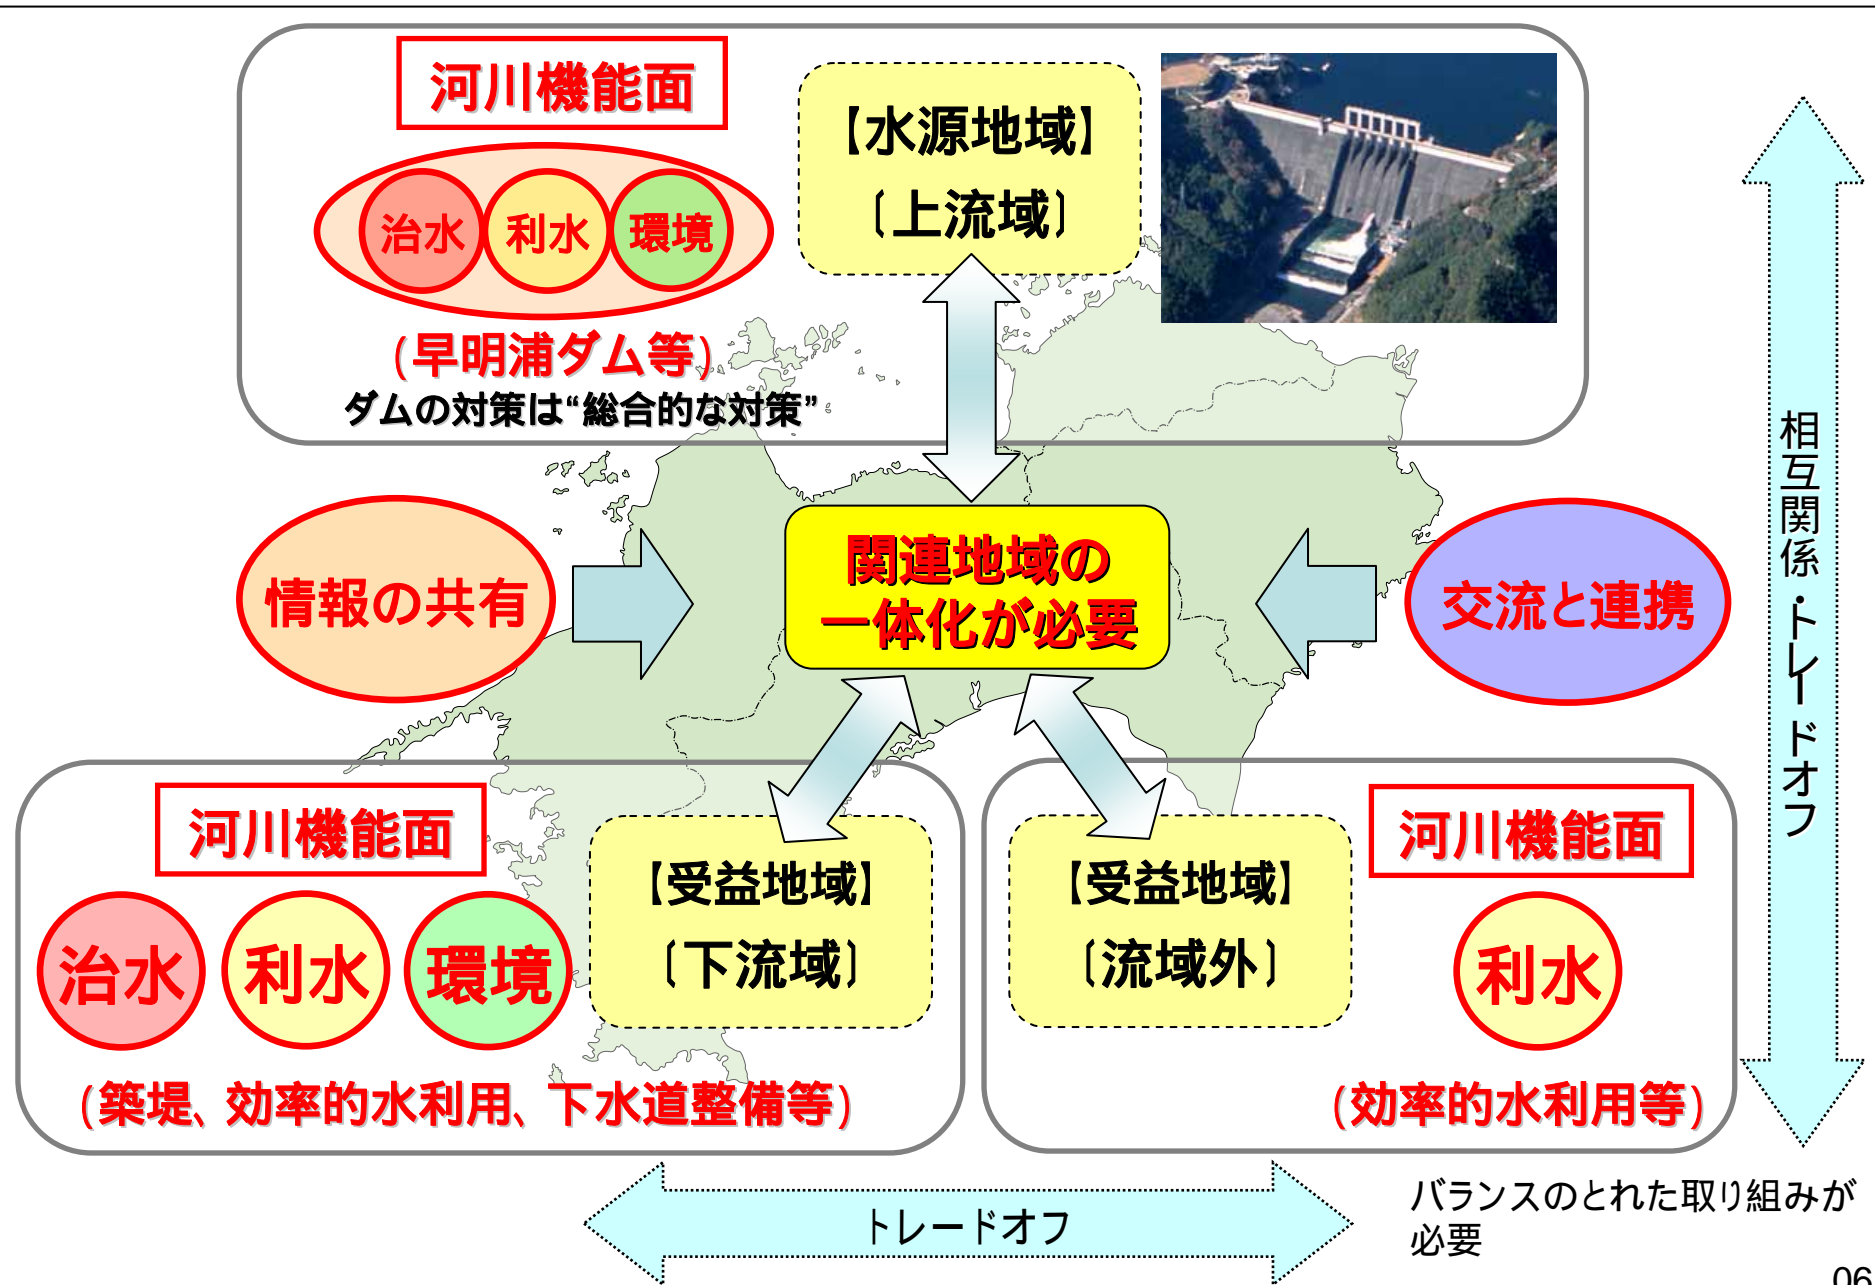 河川機能面
【水源地域】
〔上流域〕
治水 利水 環境
(早明浦ダム等)
ダムの対策は“総合的な対策”
情報の共有
関連地域の
一体化が必要
交流と連携
相互関係・トレードオフ
河川機能面
【受益地域】
〔下流域〕
治水 利水 環境
(築堤、効率的水利用、下水道整備等)
【受益地域】
〔流域外〕
河川機能面
利水
(効率的水利用等)
トレードオフ
バランスのとれた取り組みが
必要
06